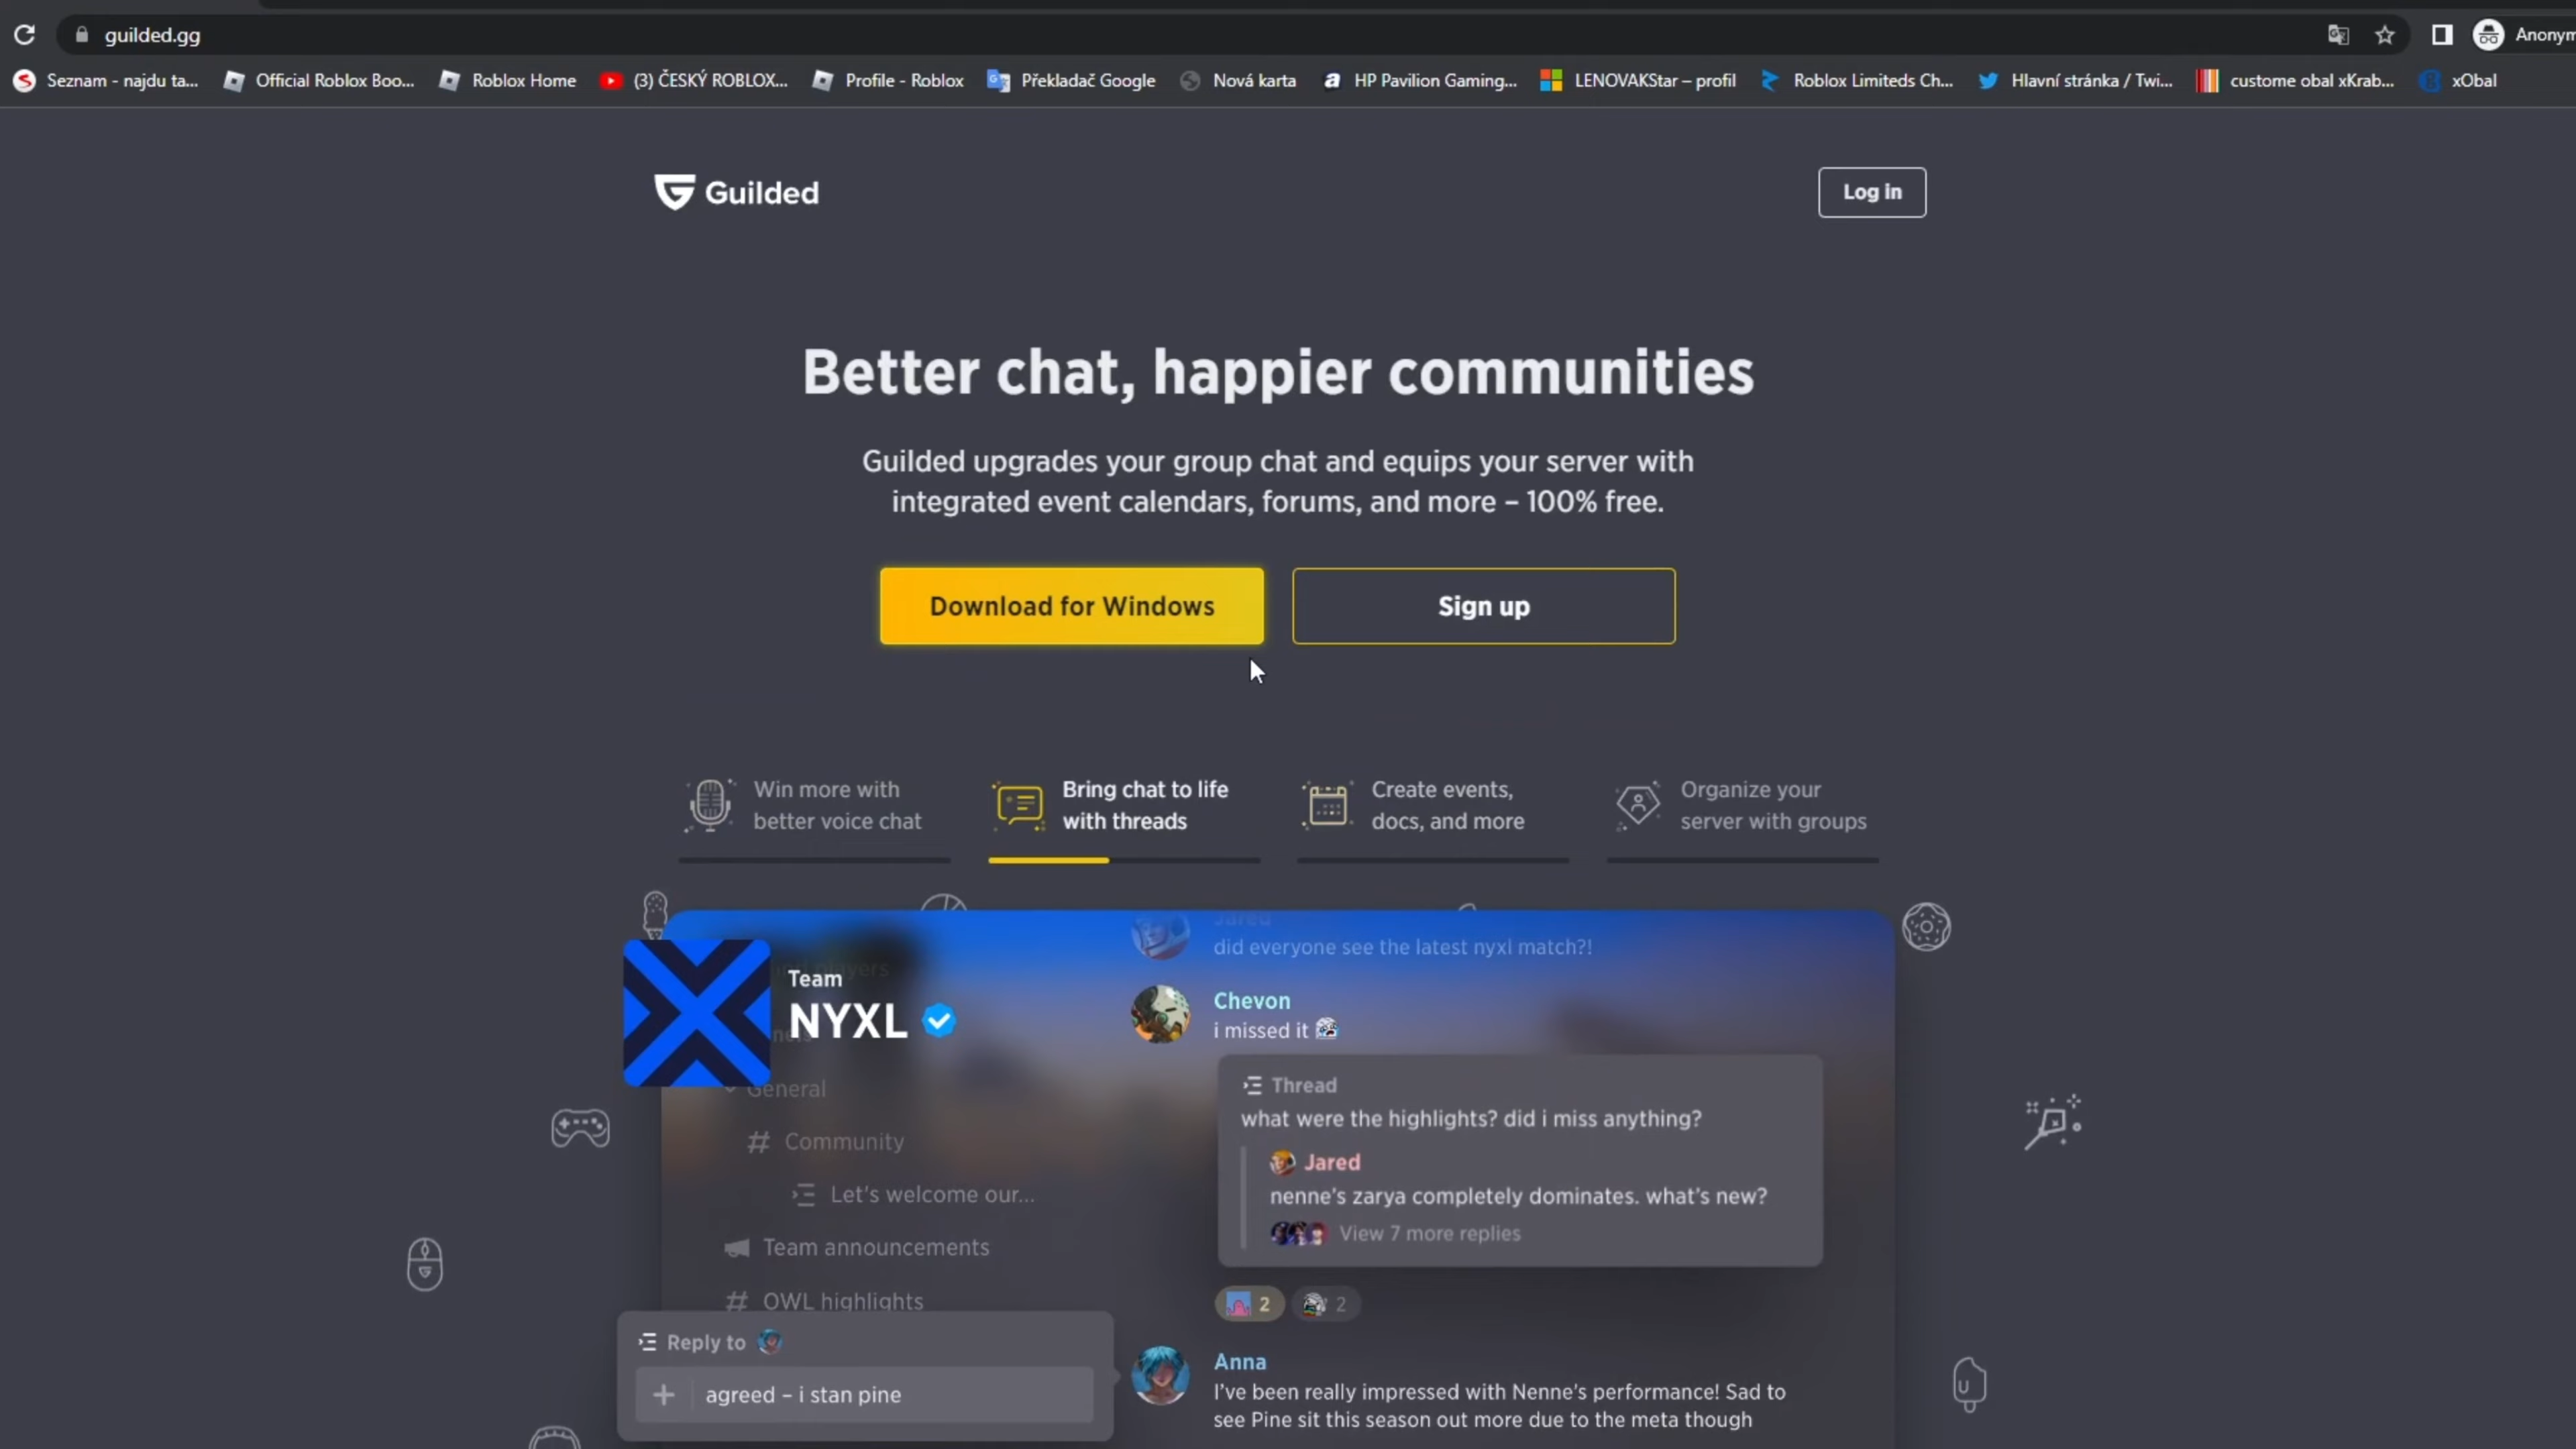 guilded.gg
Anonym
Seznam - najdu ta...
Official Roblox Boo...
Roblox Home
(3) ČESKÝ ROBLOX...
Profile - Roblox
Překladač Google
Nová karta
HP Pavilion Gaming...
LENOVAKStar – profil
Roblox Limiteds Ch...
Hlavní stránka / Twi...
custome obal xKrab...
xObal
Guilded
Log in
Better chat, happier communities
Guilded upgrades your group chat and equips your server with
integrated event calendars, forums, and more – 100% free.
Download for Windows
Sign up
Win more with
better voice chat
Bring chat to life
with threads
Create events,
docs, and more
Organize your
server with groups
Team
NYXL
General
# Community
Let's welcome our...
Team announcements
# OWL highlights
Reply to
agreed – i stan pine
Jared
did everyone see the latest nyxl match?!
Chevon
i missed it
Thread
what were the highlights? did i miss anything?
Jared
nenne's zarya completely dominates. what's new?
View 7 more replies
2
2
Anna
I've been really impressed with Nenne's performance! Sad to
see Pine sit this season out more due to the meta though